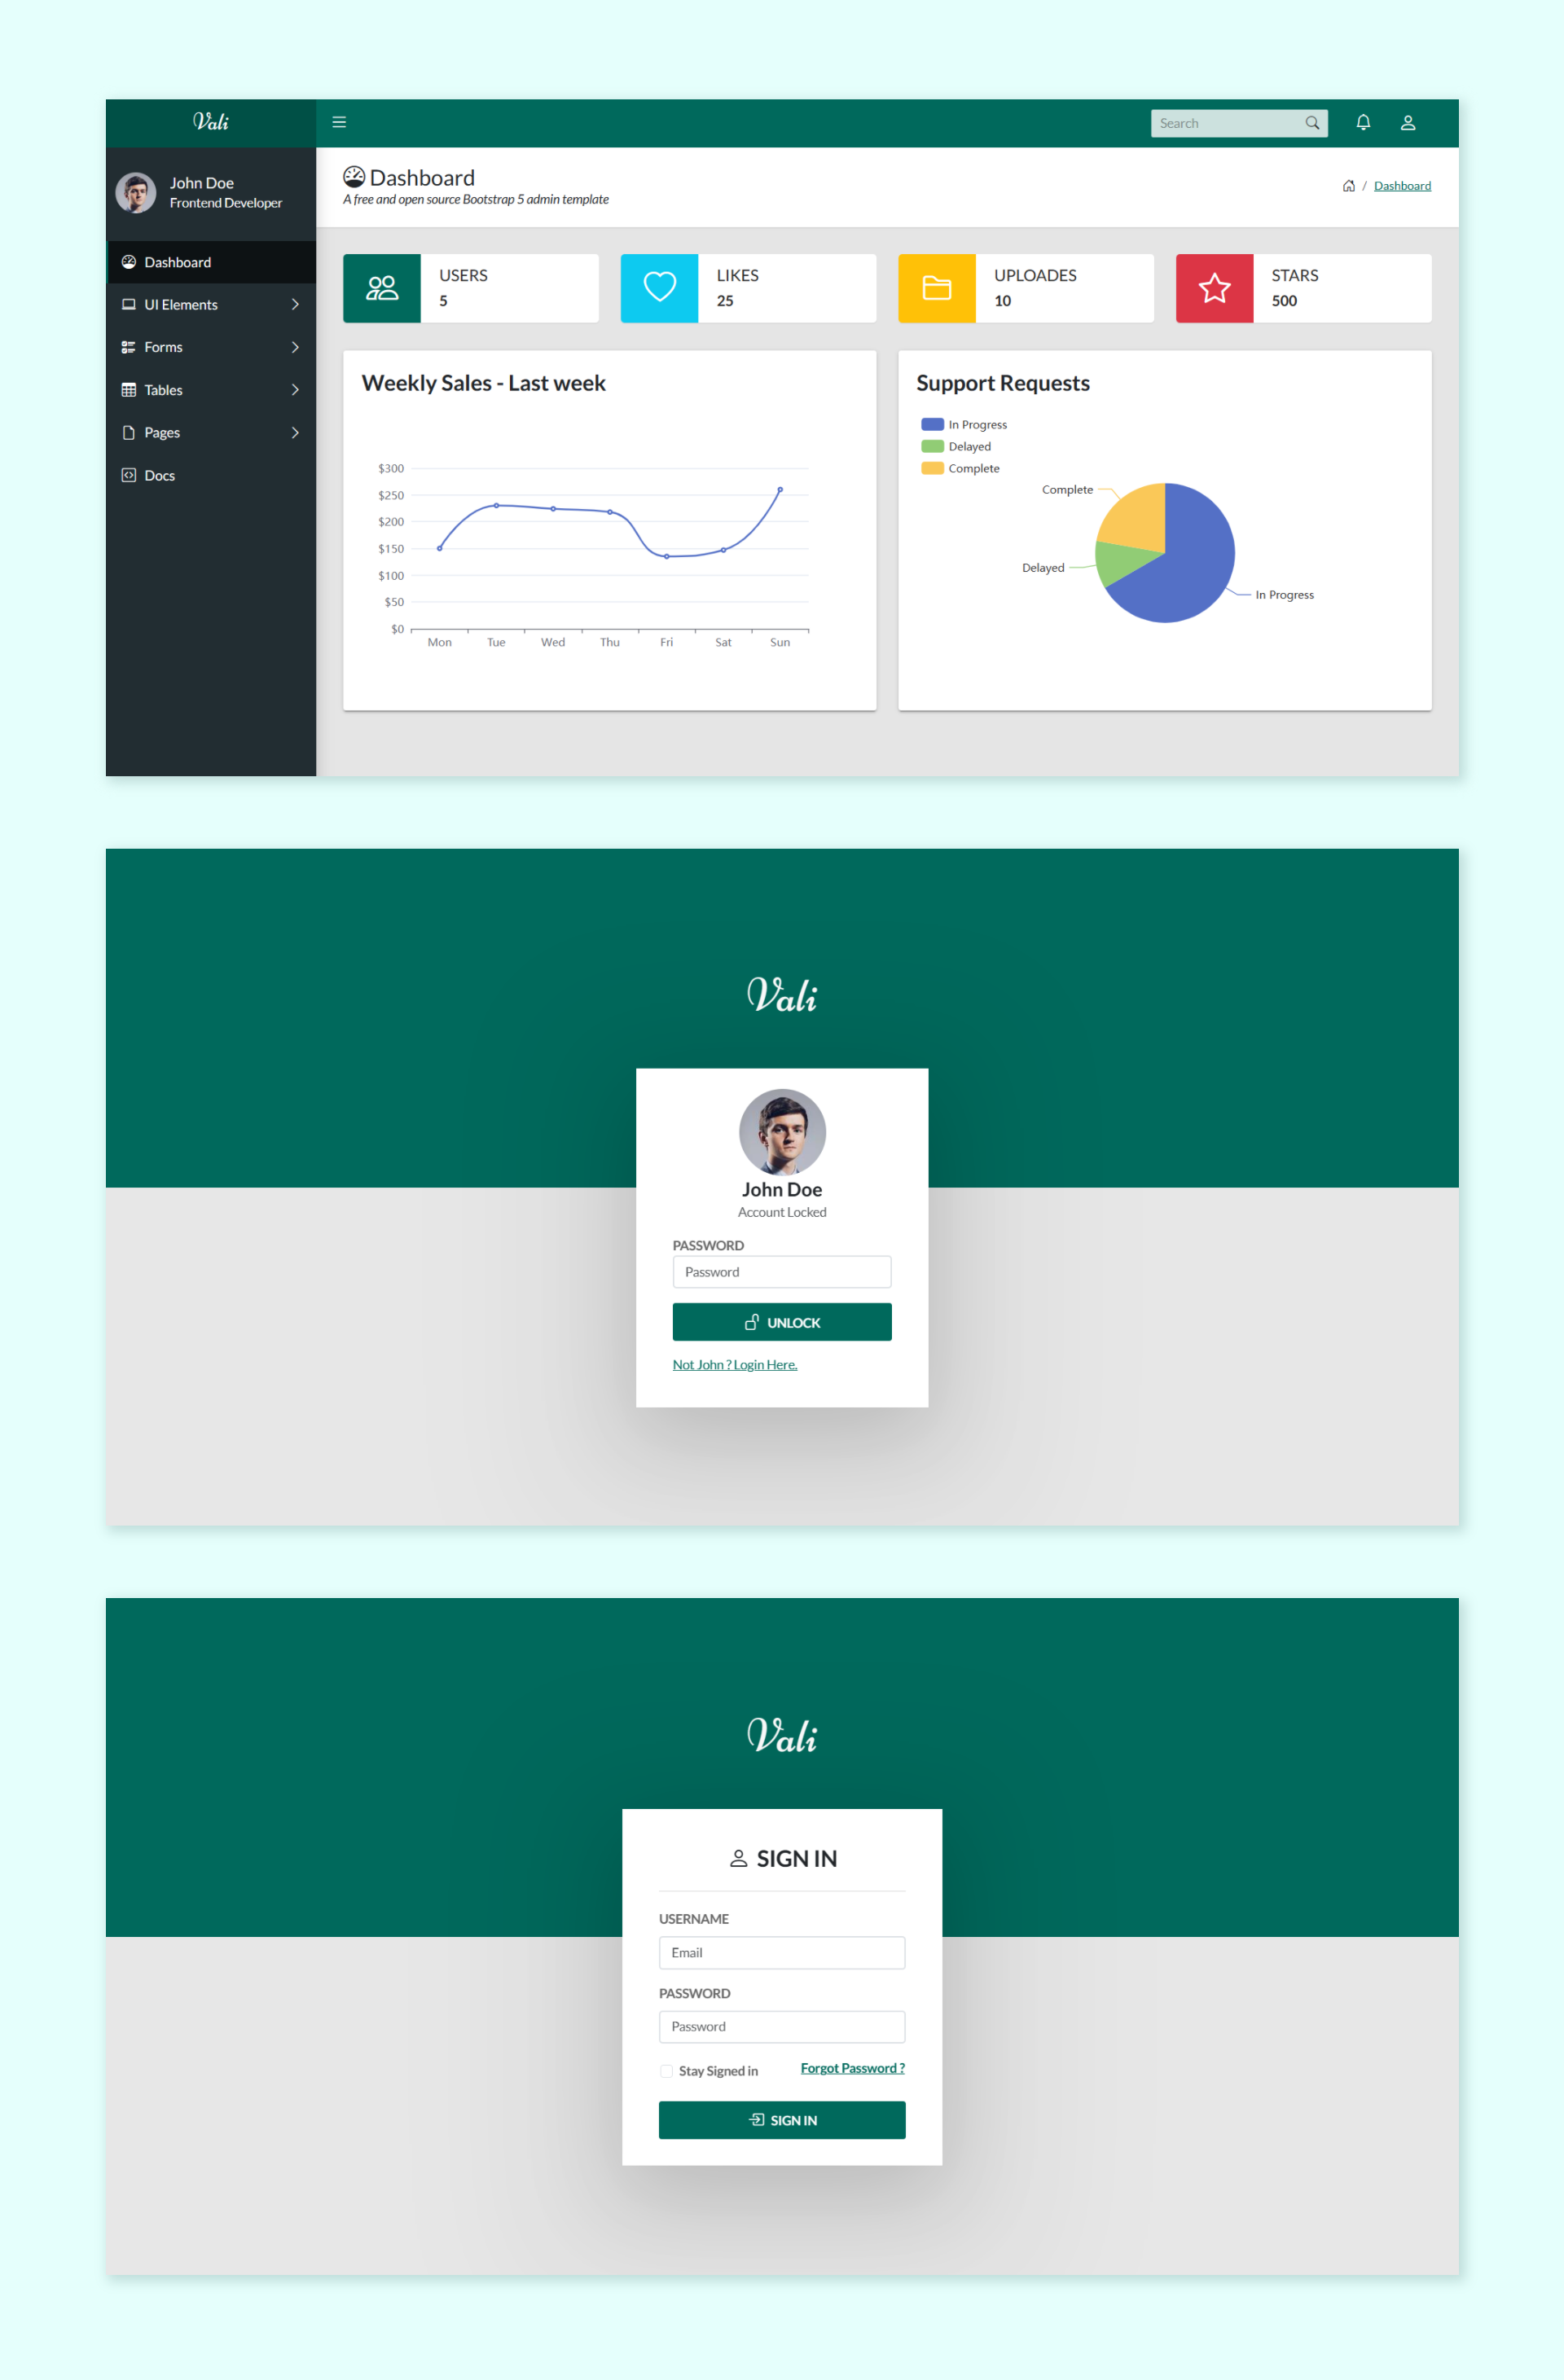 Vali
Search
John Doe
Frontend Developer
Dashboard
A free and open source Bootstrap 5 admin template
/ Dashboard
Dashboard
UI Elements
Forms
Tables
Pages
Docs
USERS
5
LIKES
25
UPLOADES
10
STARS
500
Weekly Sales - Last week
$300
$250
$200
$150
$100
$50
$0
Mon Tue Wed Thu Fri Sat Sun
Support Requests
In Progress
Delayed
Complete
Complete
Delayed
In Progress
Vali
John Doe
Account Locked
PASSWORD
Password
UNLOCK
Not John ? Login Here.
Vali
SIGN IN
USERNAME
Email
PASSWORD
Password
Stay Signed in Forgot Password ?
SIGN IN